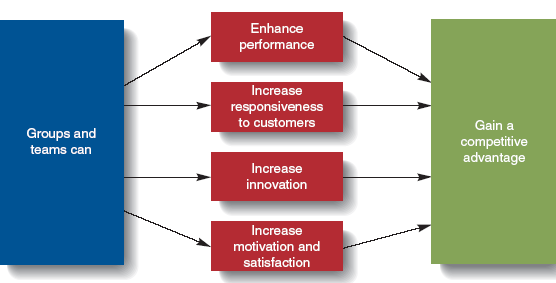 Groups and
teams can
Enhance
performance
Increase
responsiveness
to customers
Increase
innovation
Increase
motivation and
satisfaction
Gain a
competitive
advantage